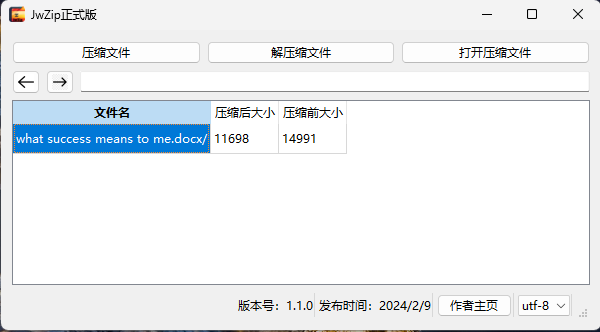 JwZip正式版
压缩文件 解压缩文件 打开压缩文件
文件名 压缩后大小 压缩前大小
what success means to me.docx/ 11698 14991
版本号：1.1.0 发布时间：2024/2/9 作者主页 utf-8